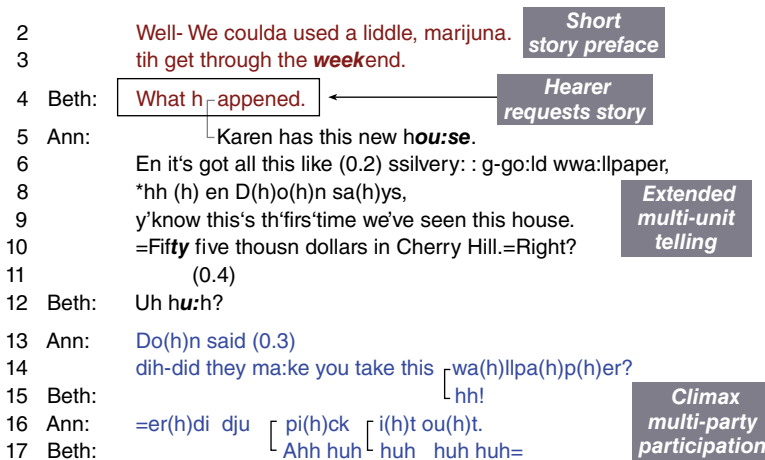 2 Well- We coulda used a liddle, marijuna.
Short story preface
3 tih get through the weekend.
4 Beth: What happened.
Hearer requests story
5 Ann: Karen has this new hou:se.
6 En it's got all this like (0.2) ssilvery: : g-go:ld wwa:llpaper,
8 *hh (h) en D(h)o(h)n sa(h)ys,
9 y'know this's th'firs'time we've seen this house.
Extended multi-unit telling
10 =Fifty five thousn dollars in Cherry Hill.=Right?
11 (0.4)
12 Beth: Uh hu:h?
13 Ann: Do(h)n said (0.3)
14 dih-did they ma:ke you take this wa(h)llpa(h)p(h)er?
15 Beth: hh!
16 Ann: =er(h)di dju pi(h)ck i(h)t ou(h)t.
17 Beth: Ahh huh huh huh huh=
Climax multi-party participation